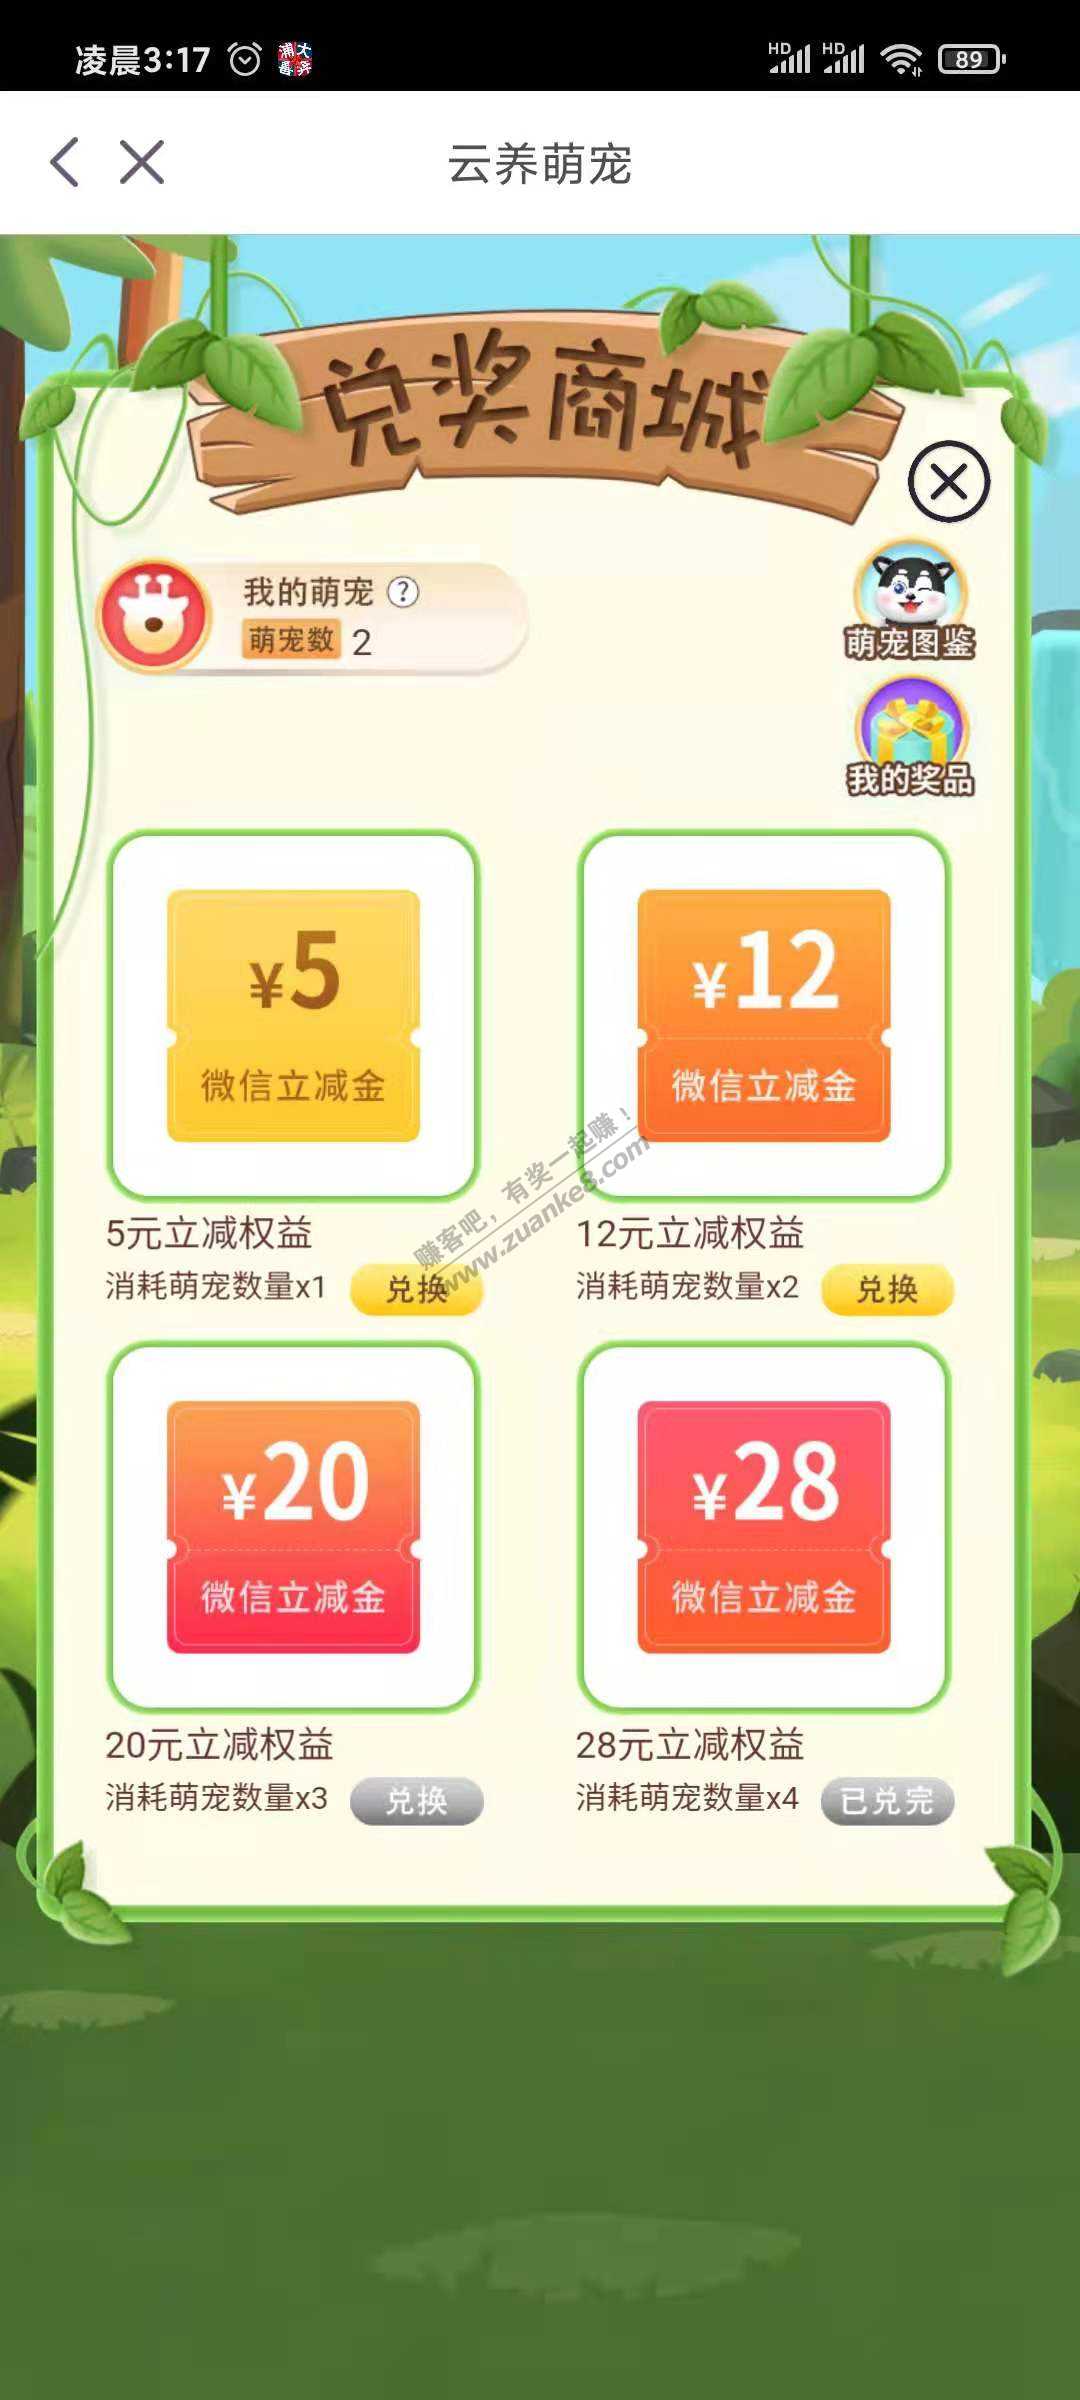 凌晨3:17
HD HD 89
云养萌宠
兑奖商城
我的萌宠 ?
萌宠数 2
萌宠图鉴
我的奖品
¥5
微信立减金
¥12
微信立减金
赚客吧，有奖一起赚！
www.zuanke8.com
5元立减权益
消耗萌宠数量x1 兑换
12元立减权益
消耗萌宠数量x2 兑换
¥20
微信立减金
¥28
微信立减金
20元立减权益
消耗萌宠数量x3 兑换
28元立减权益
消耗萌宠数量x4 已兑完